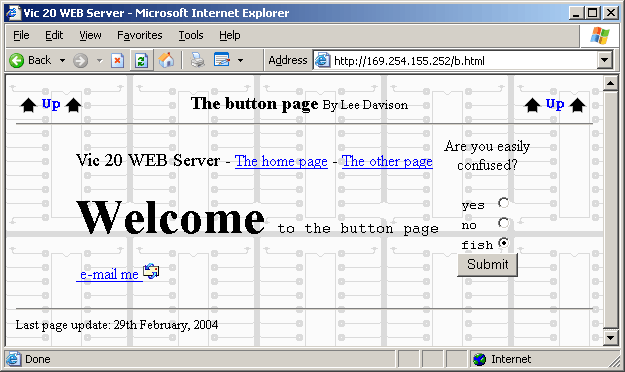 Vic 20 WEB Server - Microsoft Internet Explorer
File Edit View Favorites Tools Help
Back Address http://169.254.155.252/b.html
Up The button page By Lee Davison Up
Are you easily
confused?
Vic 20 WEB Server - The home page - The other page
yes
Welcome to the button page
no
fish
Submit
e-mail me
Last page update: 29th February, 2004
Done Internet